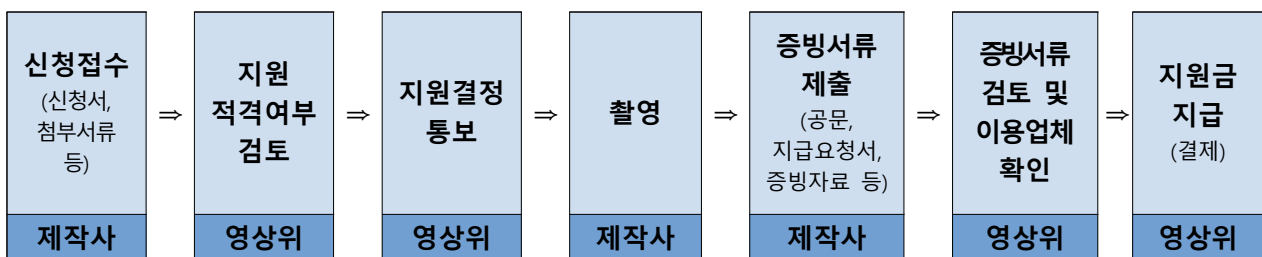 신청접수
(신청서,
첨부서류
등)
제작사
⇒
지원
적격여부
검토
영상위
⇒
지원결정
통보
영상위
⇒
촬영
제작사
⇒
증빙서류
제출
(공문,
지급요청서,
증빙자료 등)
제작사
⇒
증빙서류
검토 및
이용업체
확인
영상위
⇒
지원금
지급
(결제)
영상위